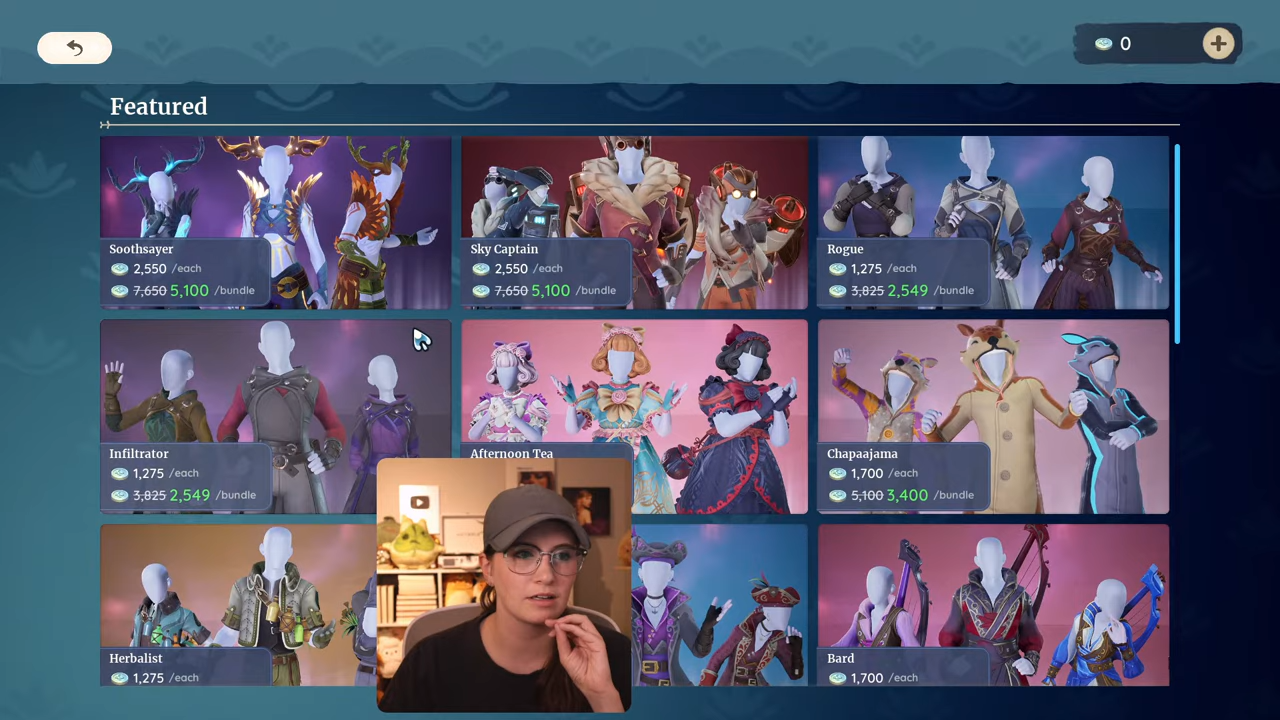 0
Featured
Soothsayer
2,550 /each
7,650 5,100 /bundle
Sky Captain
2,550 /each
7,650 5,100 /bundle
Rogue
1,275 /each
3,825 2,549 /bundle
Infiltrator
1,275 /each
3,825 2,549 /bundle
Afternoon Tea
Chapaajama
1,700 /each
5,100 3,400 /bundle
Herbalist
1,275 /each
Bard
1,700 /each